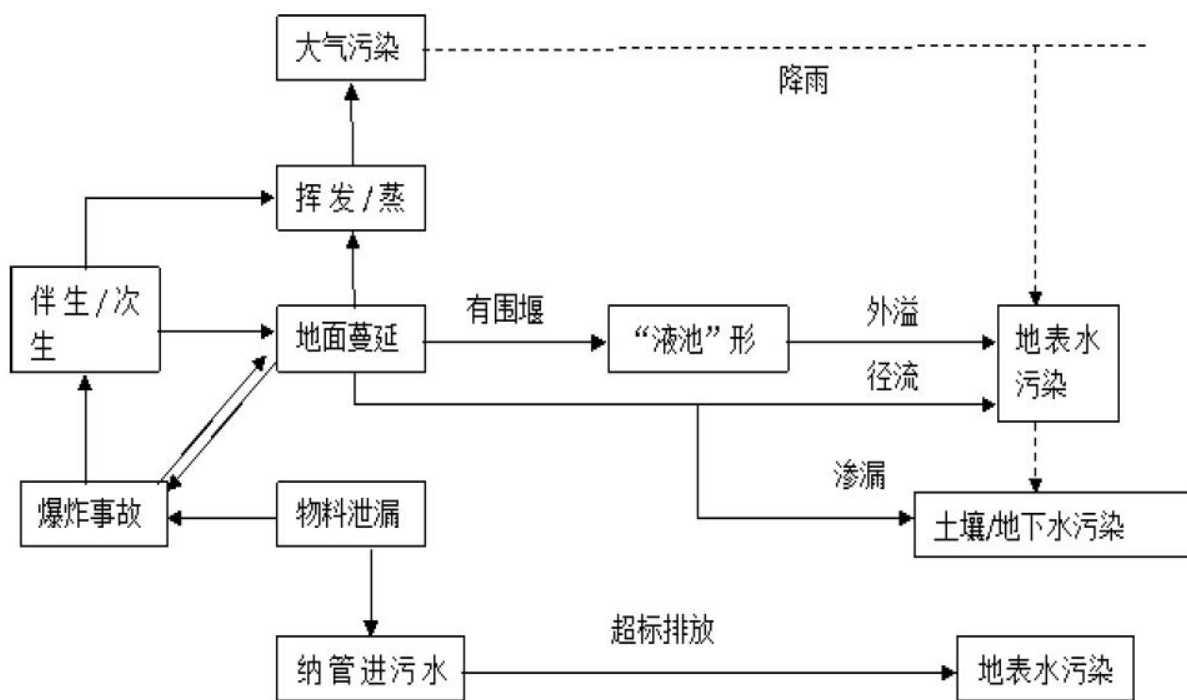 大气污染
降雨
挥发/蒸
伴生/次
生
地面蔓延
有围堰
“液池”形
外溢
径流
地表水
污染
爆炸事故
物料泄漏
渗漏
土壤/地下水污染
超标排放
纳管进污水
地表水污染